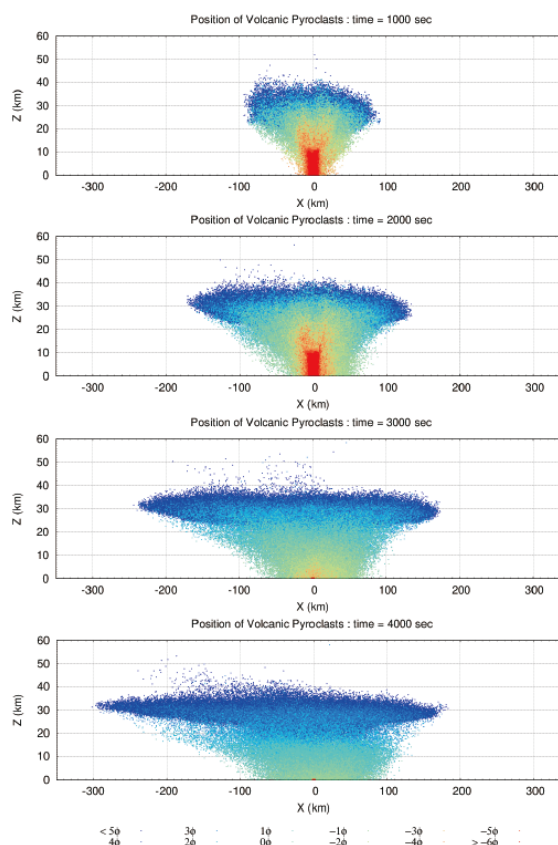 Position of Volcanic Pyroclasts : time = 1000 sec
60
50
40
30
20
10
0
Z (km)
-300 -200 -100 0 100 200 300
X (km)
Position of Volcanic Pyroclasts : time = 2000 sec
60
50
40
30
20
10
0
Z (km)
-300 -200 -100 0 100 200 300
X (km)
Position of Volcanic Pyroclasts : time = 3000 sec
60
50
40
30
20
10
0
Z (km)
-300 -200 -100 0 100 200 300
X (km)
Position of Volcanic Pyroclasts : time = 4000 sec
60
50
40
30
20
10
0
Z (km)
-300 -200 -100 0 100 200 300
X (km)
< 5ϕ 3ϕ 1ϕ −1ϕ −3ϕ −5ϕ
4ϕ 2ϕ 0ϕ −2ϕ −4ϕ > −6ϕ